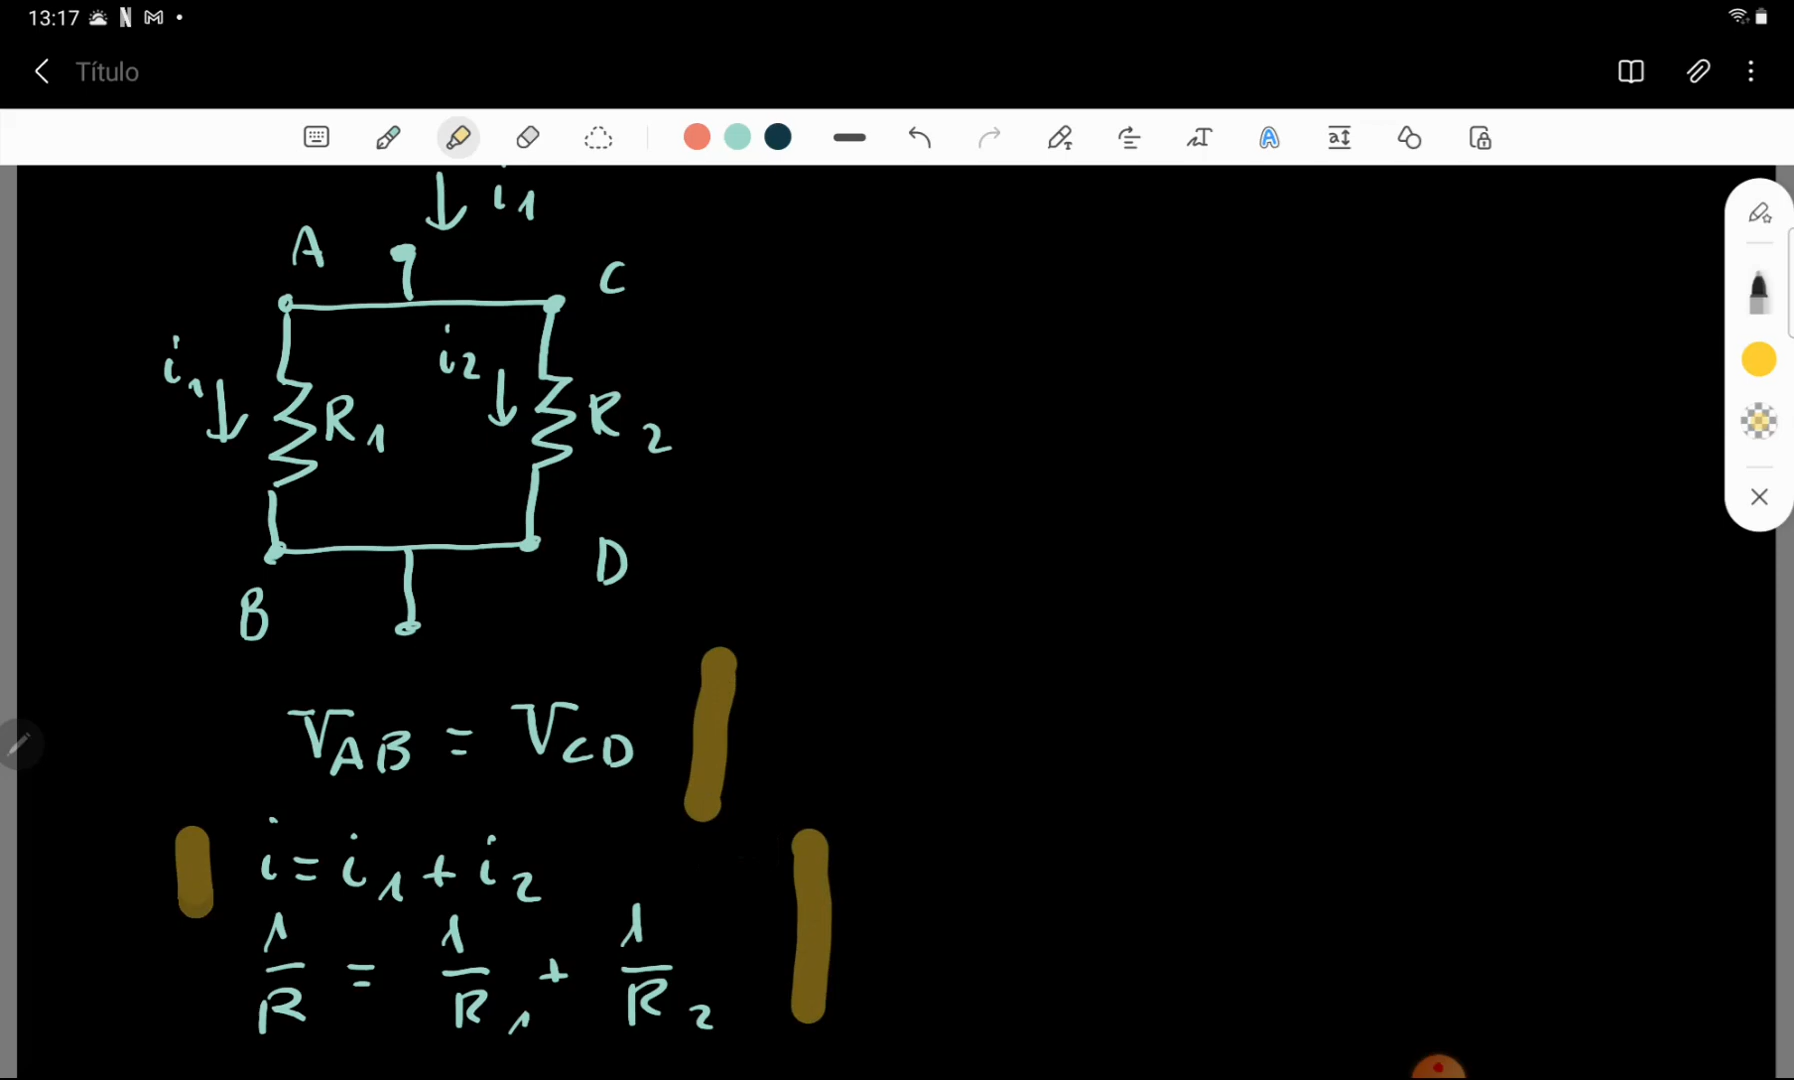 13:17
Título
i1
A
C
i1
i2
R1
R2
B
D
VAB = VCD
i = i1 + i2
1/R = 1/R1 + 1/R2